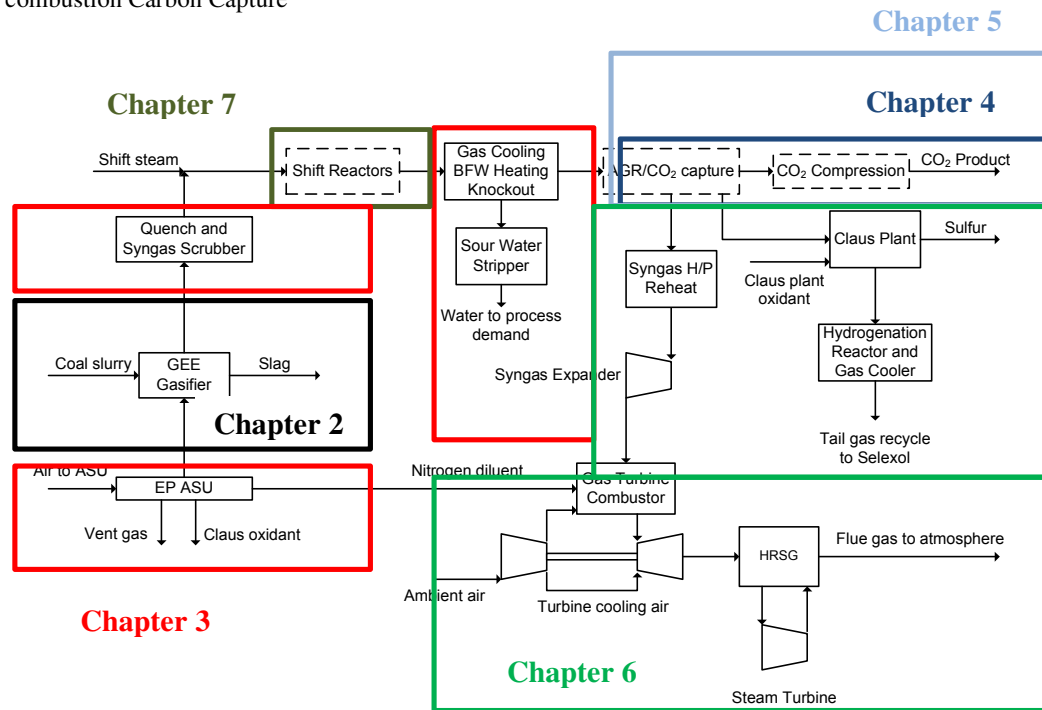 combustion Carbon Capture
Chapter 5
Chapter 7
Chapter 4
Shift steam
Shift Reactors
Gas Cooling
BFW Heating
Knockout
AGR/CO₂ capture
CO₂ Compression
CO₂ Product
Quench and
Syngas Scrubber
Sour Water
Stripper
Syngas H/P
Reheat
Claus Plant
Sulfur
Claus plant
oxidant
Water to process
demand
Coal slurry
GEE
Gasifier
Slag
Syngas Expander
Hydrogenation
Reactor and
Gas Cooler
Chapter 2
Tail gas recycle
to Selexol
Air to ASU
EP ASU
Nitrogen diluent
Gas Turbine
Combustor
Vent gas
Claus oxidant
HRSG
Flue gas to atmosphere
Ambient air
Turbine cooling air
Chapter 3
Chapter 6
Steam Turbine